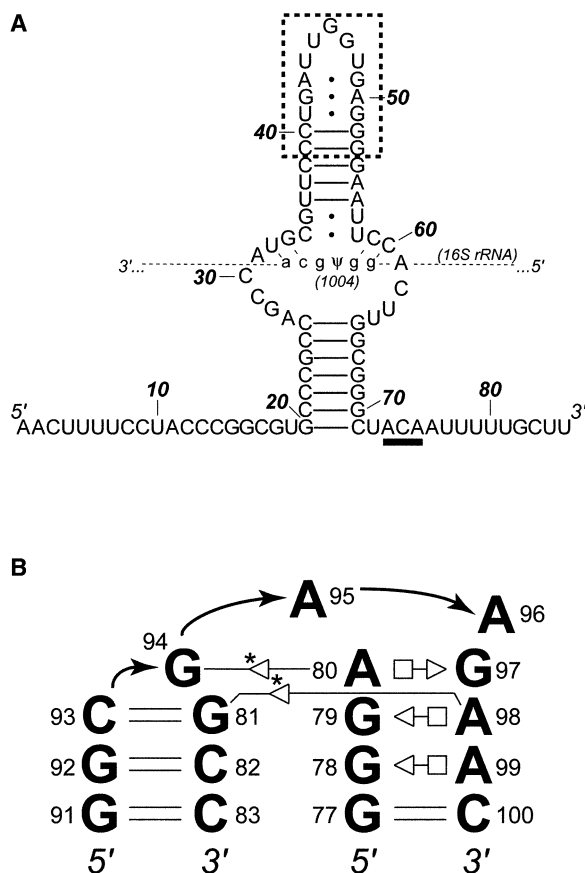 A
G
U G
U U
A G
G A 50
U G
40 C G
C G
C G
U A
U A
G U
A U G C U C C 60
3'... a c g ψ g g (16S rRNA) ...5'
30 C (1004) A
C C
G U
A U
C G
C G
G C
C G
C G
20 C G 70
10 80
5' AACUUUUCCUACCCGGCGUG CUACAAUUUUUUGCUU 3'
B
A 95 A 96
94 G * 80 A G 97
93 C G 81 * 79 G A 98
92 G C 82 78 G A 99
91 G C 83 77 G C 100
5' 3' 5' 3'